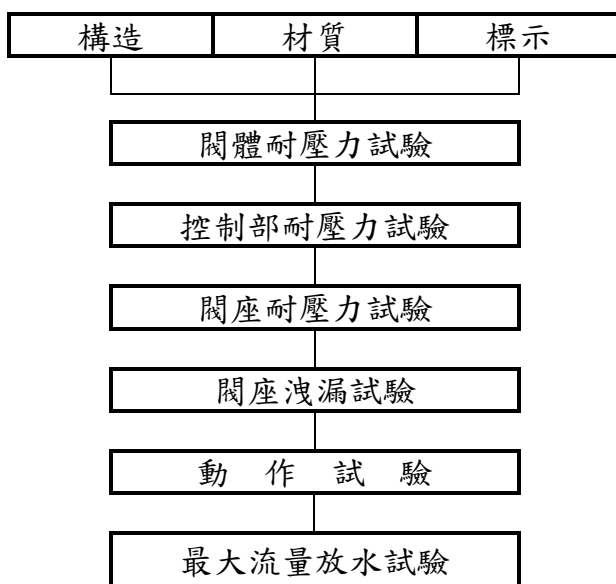 構造 材質 標示
閥體耐壓力試驗
控制部耐壓力試驗
閥座耐壓力試驗
閥座洩漏試驗
動 作 試 驗
最大流量放水試驗